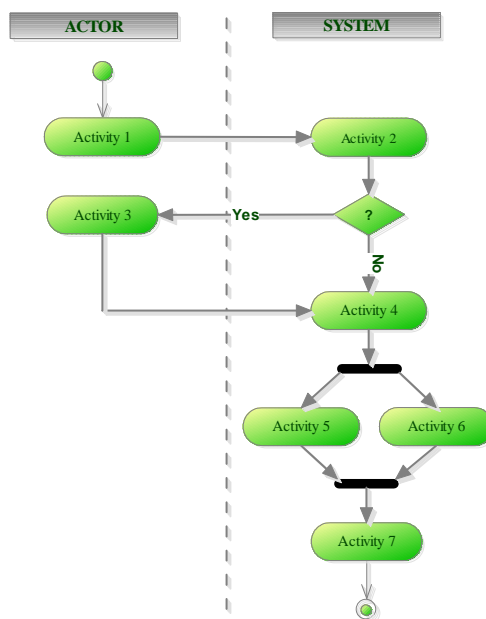 ACTOR
SYSTEM
Activity 1
Activity 2
Activity 3
Yes
?
No
Activity 4
Activity 5
Activity 6
Activity 7